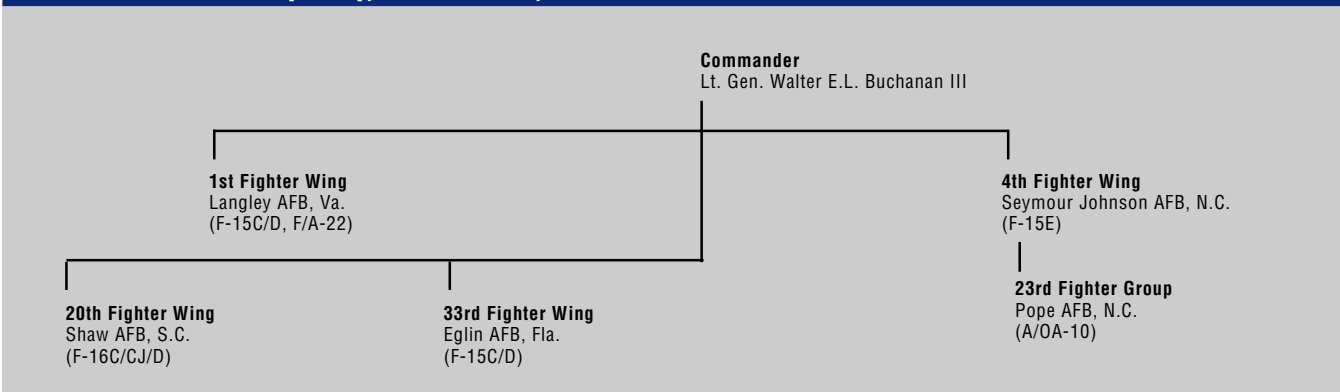 Commander
Lt. Gen. Walter E.L. Buchanan III
1st Fighter Wing
Langley AFB, Va.
(F-15C/D, F/A-22)
4th Fighter Wing
Seymour Johnson AFB, N.C.
(F-15E)
20th Fighter Wing
Shaw AFB, S.C.
(F-16C/CJ/D)
33rd Fighter Wing
Eglin AFB, Fla.
(F-15C/D)
23rd Fighter Group
Pope AFB, N.C.
(A/OA-10)